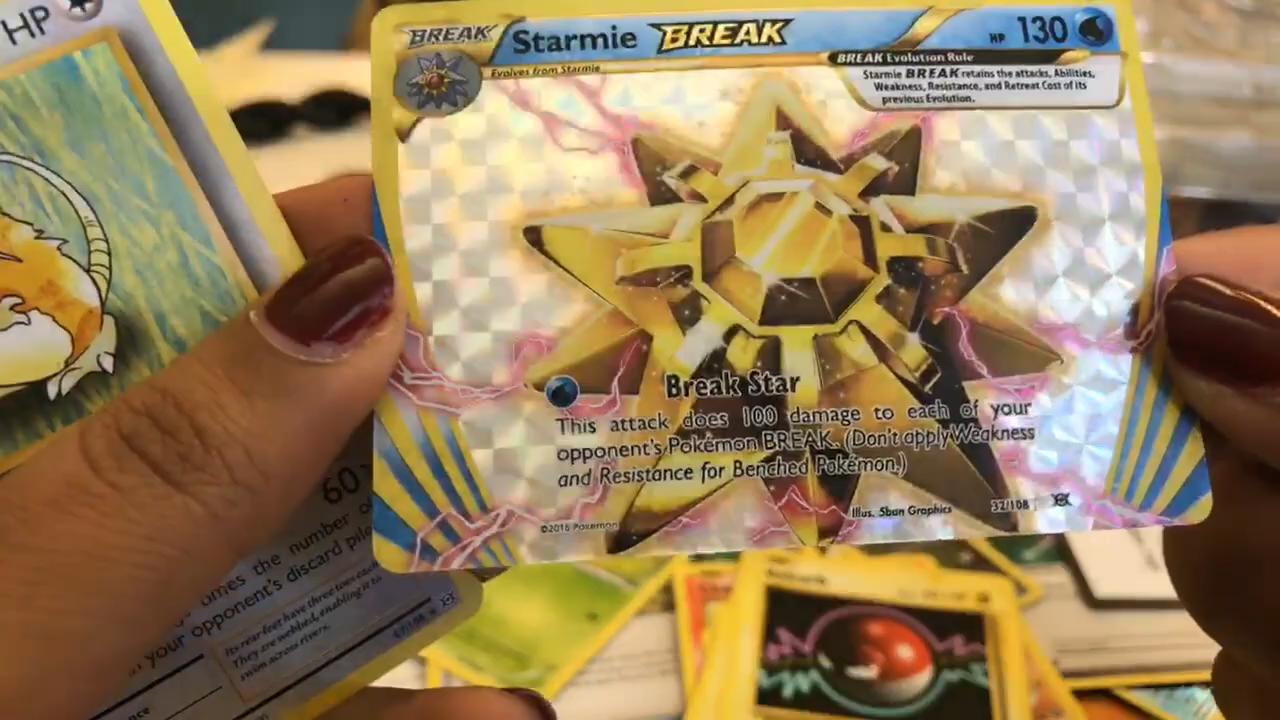 HP
BREAK Starmie BREAK HP 130
Evolves from Starmie
BREAK Evolution Rule
Starmie BREAK retains the attacks, Abilities,
Weakness, Resistance, and Retreat Cost of its
previous Evolution.
Break Star
This attack does 100 damage to each of your
opponent's Pokémon BREAK. (Don't apply Weakness
and Resistance for Benched Pokémon.)
©2016 Pokémon
Illus. 5ban Graphics
32/108
60
omes the number o
your opponent's discard pile
Its rear feet have three toes each.
They are webbed, enabling it to
swim across rivers.
67/108